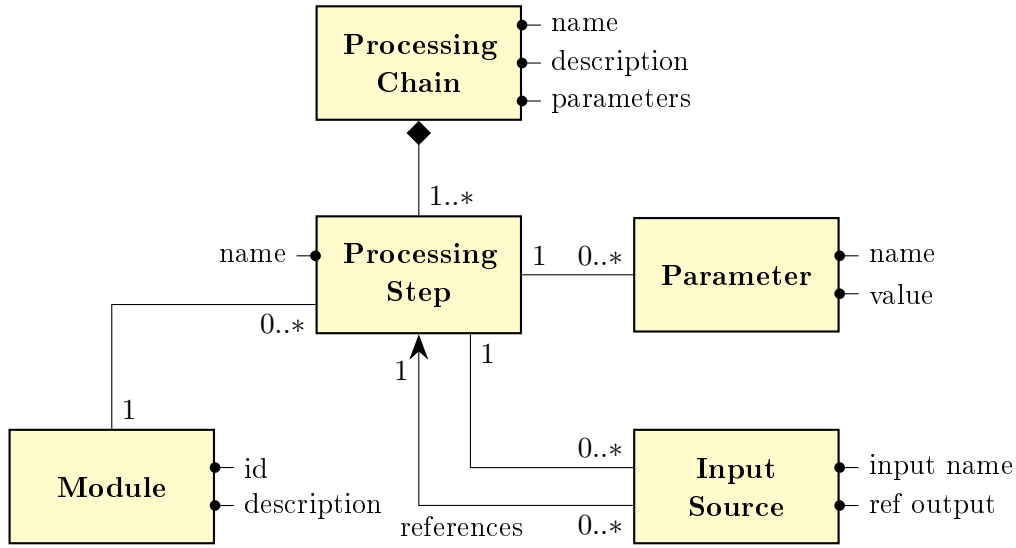 Processing
Chain
name
description
parameters
1..*
name
Processing
Step
1
0..*
Parameter
name
value
0..*
1
1
1
Module
id
description
0..*
Input
Source
input name
ref output
references
0..*